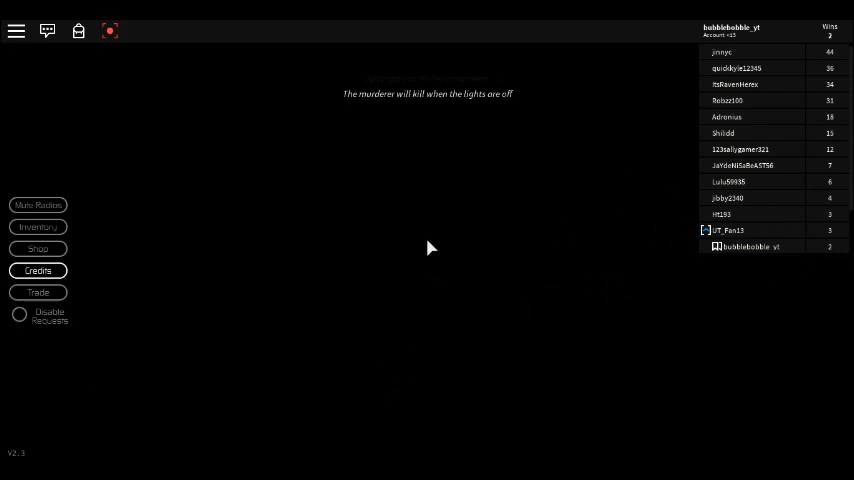 bubblebobble_yt
Account <13
Wins
2
jinnyc 44
quickkyle12345 36
ItsRavenHerex 34
Robzz100 31
Adronius 18
Shilidd 15
123sallygamer321 12
JaYdeNiSaBeAST56 7
Lulu59935 6
jibby2340 4
Ht193 3
UT_Fan13 3
bubblebobble_yt 2
The murderer will kill when the lights are off
Mute Radios
Inventory
Shop
Credits
Trade
Disable
Requests
V2.3